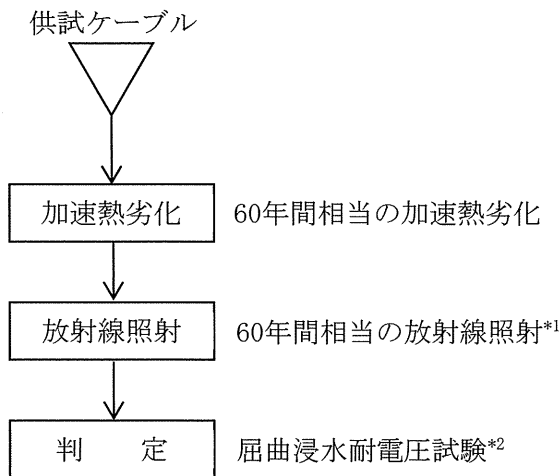 供試ケーブル
加速熱劣化 60年間相当の加速熱劣化
放射線照射 60年間相当の放射線照射*1
判 定 屈曲浸水耐電圧試験*2